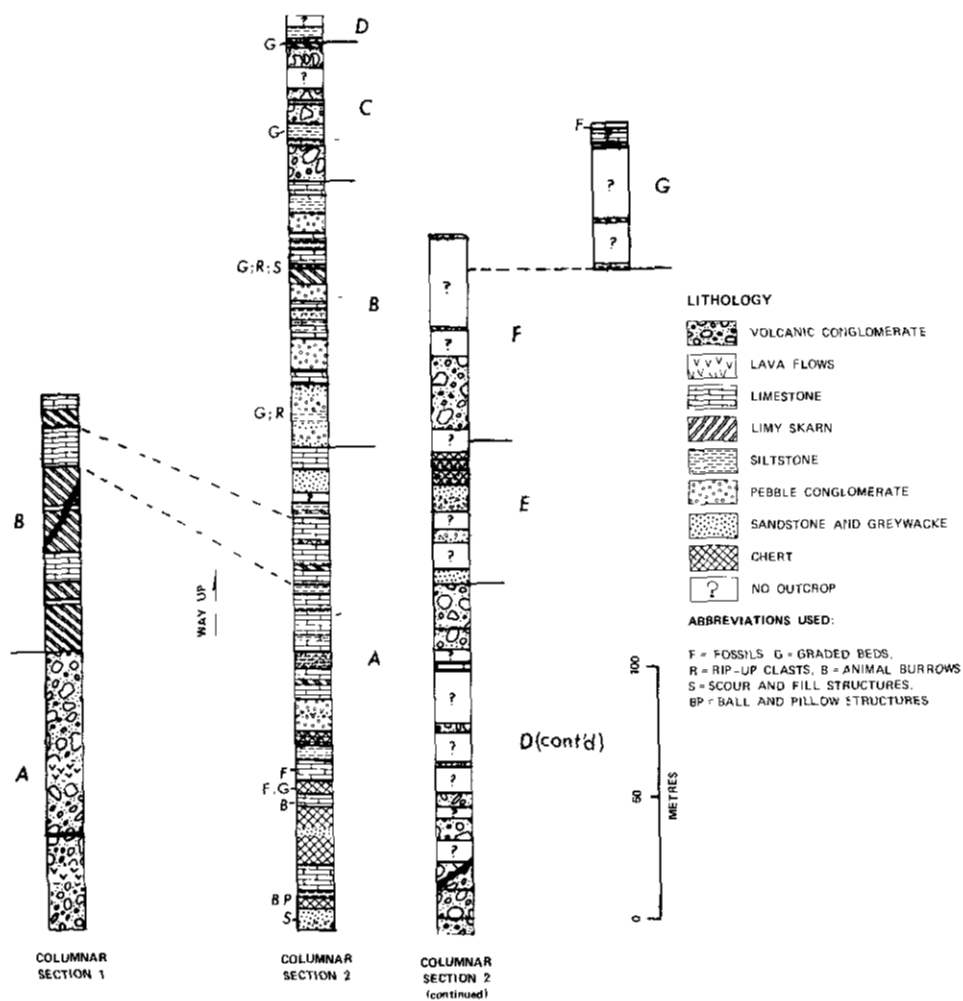 D
G
?
C
G
G
F
?
?
G;R;S
B
?
F
?
G;R
?
E
?
?
?
B
A
WAY UP
?
?
A
?
?
?
?
D(cont'd)
F
F.G
B
BP
S
LITHOLOGY
VOLCANIC CONGLOMERATE
LAVA FLOWS
LIMESTONE
LIMY SKARN
SILTSTONE
PEBBLE CONGLOMERATE
SANDSTONE AND GREYWACKE
CHERT
? NO OUTCROP
ABBREVIATIONS USED:
F = FOSSILS G = GRADED BEDS,
R = RIP-UP CLASTS, B = ANIMAL BURROWS
S = SCOUR AND FILL STRUCTURES,
BP = BALL AND PILLOW STRUCTURES
100
50
0
METRES
COLUMNAR
SECTION 1
COLUMNAR
SECTION 2
COLUMNAR
SECTION 2
(continued)